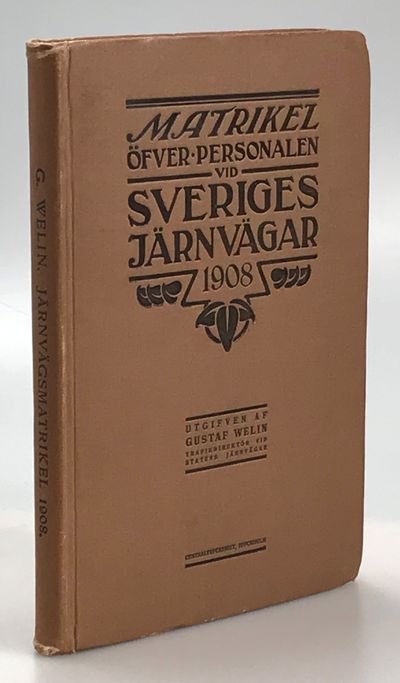 MATRIKEL
ÖFVER·PERSONALEN
VID
SVERIGES
JÄRNVÄGAR
1908
UTGIFVEN AF
GUSTAF WELIN
TRAFIKDIREKTÖR VID
STATENS JÄRNVÄGAR
CENTRALTRYCKERIET, STOCKHOLM
G. WELIN. JÄRNVÄGSMATRIKEL 1908.